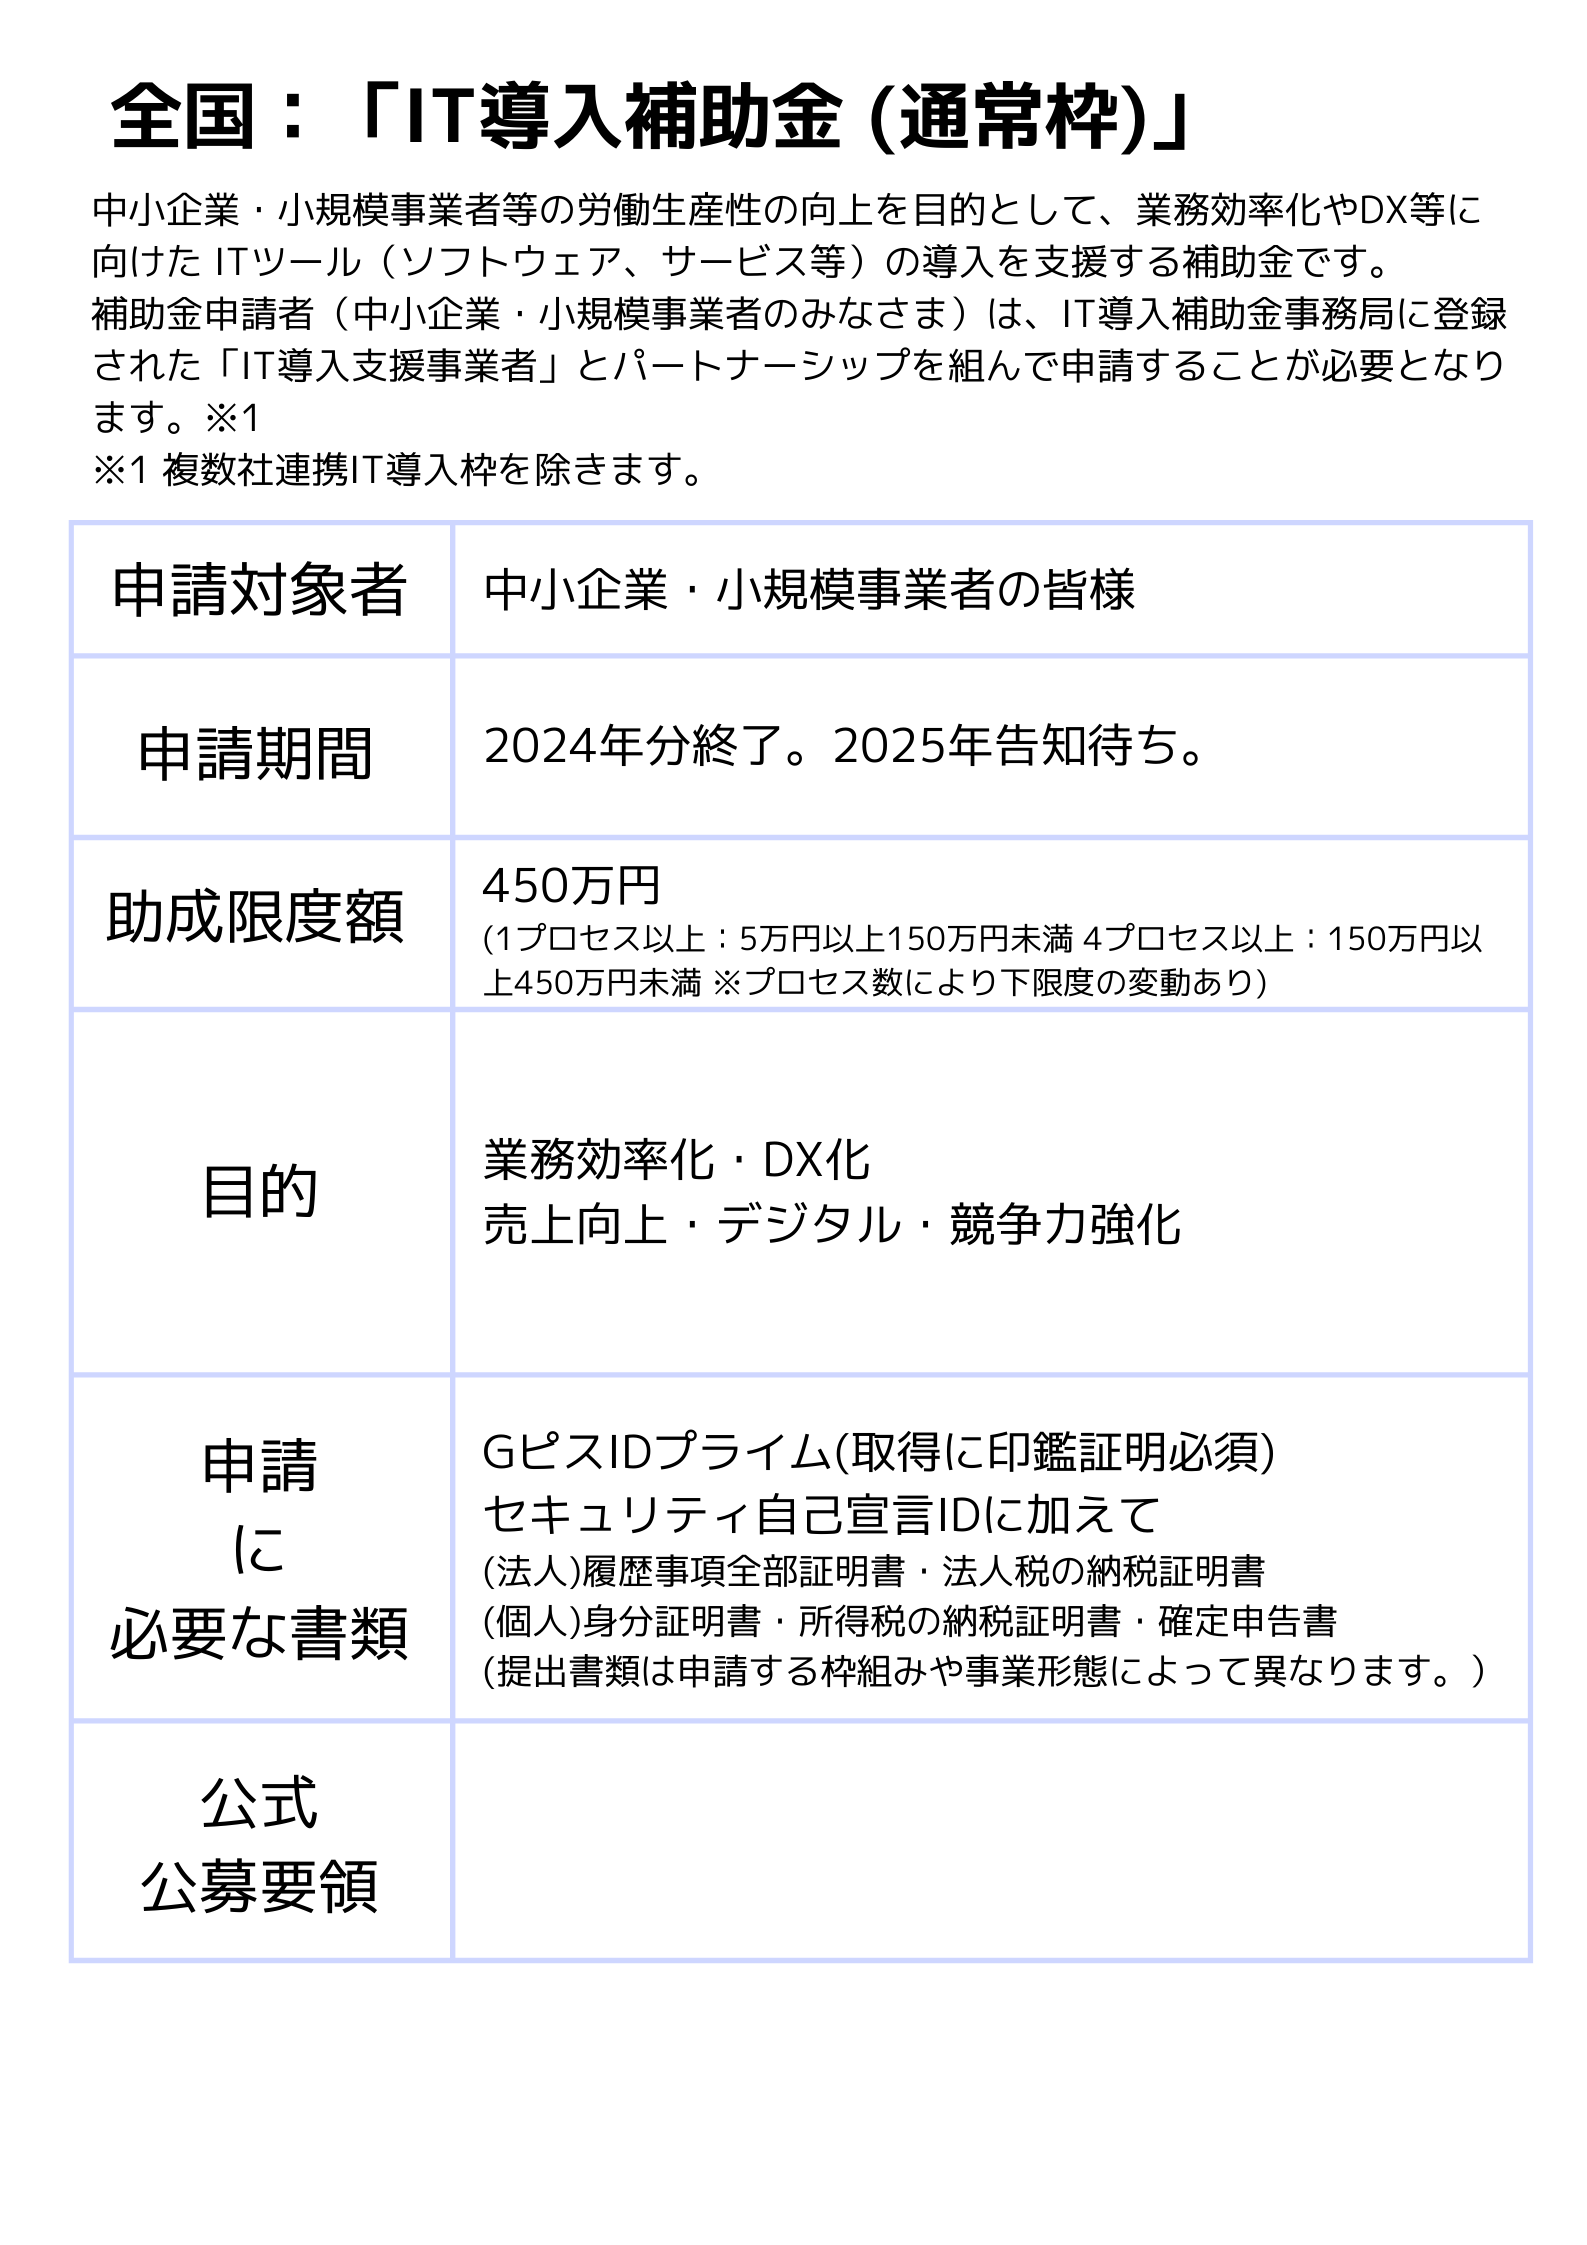 全国：「IT導入補助金 (通常枠)」
中小企業・小規模事業者等の労働生産性の向上を目的として、業務効率化やDX等に
向けた ITツール（ソフトウェア、サービス等）の導入を支援する補助金です。
補助金申請者（中小企業・小規模事業者のみなさま）は、IT導入補助金事務局に登録
された「IT導入支援事業者」とパートナーシップを組んで申請することが必要となり
ます。※1
※1 複数社連携IT導入枠を除きます。
申請対象者
中小企業・小規模事業者の皆様
申請期間
2024年分終了。2025年告知待ち。
助成限度額
450万円
(1プロセス以上：5万円以上150万円未満 4プロセス以上：150万円以
上450万円未満 ※プロセス数により下限度の変動あり)
目的
業務効率化・DX化
売上向上・デジタル・競争力強化
申請
に
必要な書類
GピスIDプライム(取得に印鑑証明必須)
セキュリティ自己宣言IDに加えて
(法人)履歴事項全部証明書・法人税の納税証明書
(個人)身分証明書・所得税の納税証明書・確定申告書
(提出書類は申請する枠組みや事業形態によって異なります。）
公式
公募要領